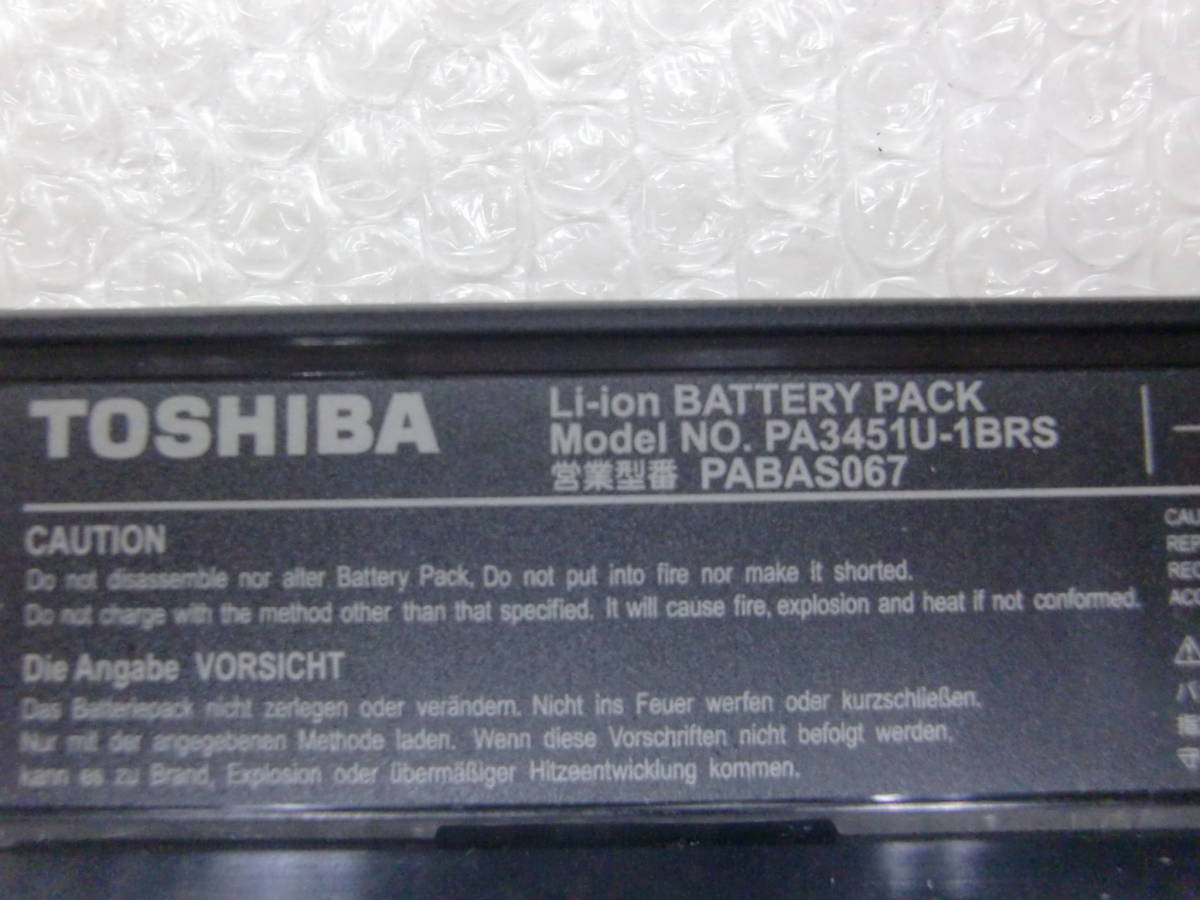 TOSHIBA
Li-ion BATTERY PACK
Model NO. PA3451U-1BRS
営業型番 PABAS067
CAUTION
Do not disassemble nor alter Battery Pack. Do not put into fire nor make it shorted.
Do not charge with the method other than that specified. It will cause fire, explosion and heat if not conformed.
Die Angabe VORSICHT
Das Batteriepack nicht zerlegen oder verändern. Nicht ins Feuer werfen oder kurzschließen.
Nur mit der angegebenen Methode laden. Wenn diese Vorschriften nicht befolgt werden,
kann es zu Brand, Explosion oder übermäßiger Hitzeentwicklung kommen.
CAU
REP
REC